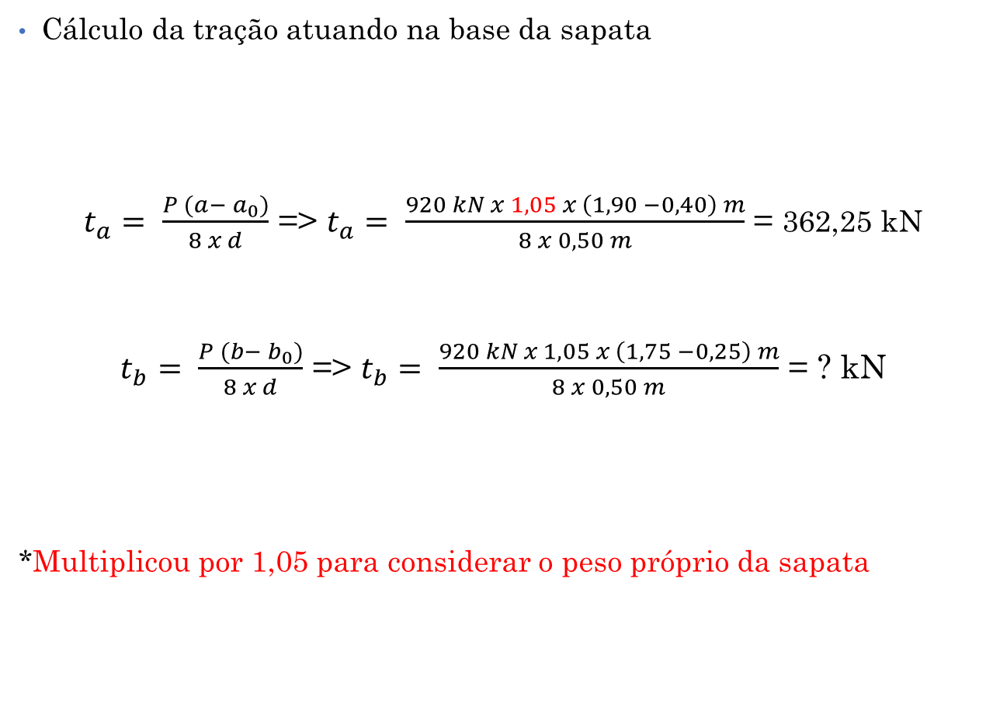 • Cálculo da tração atuando na base da sapata
t_a = P (a− a_0) / 8 x d => t_a = 920 kN x 1,05 x (1,90 −0,40) m / 8 x 0,50 m = 362,25 kN
t_b = P (b− b_0) / 8 x d => t_b = 920 kN x 1,05 x (1,75 −0,25) m / 8 x 0,50 m = ? kN
*Multiplicou por 1,05 para considerar o peso próprio da sapata